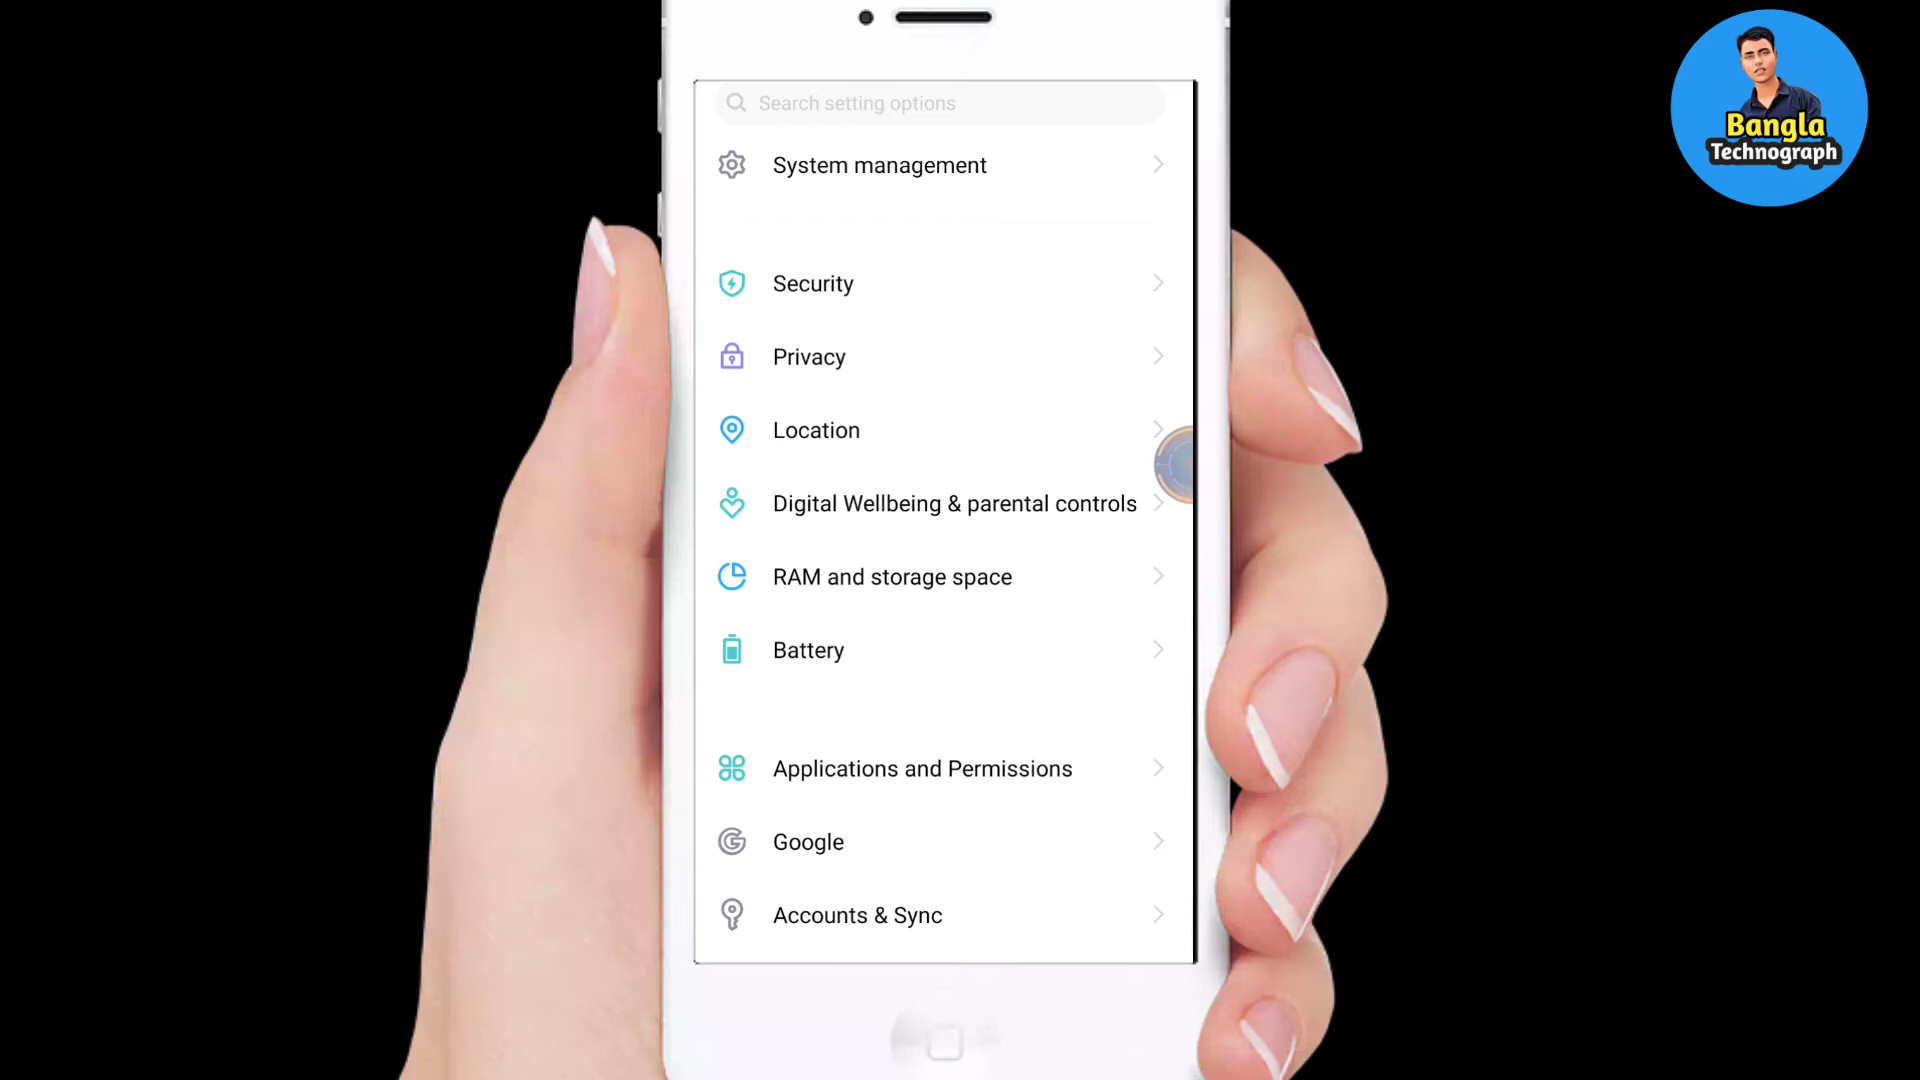 Search setting options
System management
Security
Privacy
Location
Digital Wellbeing & parental controls
RAM and storage space
Battery
Applications and Permissions
Google
Accounts & Sync
Bangla
Technograph